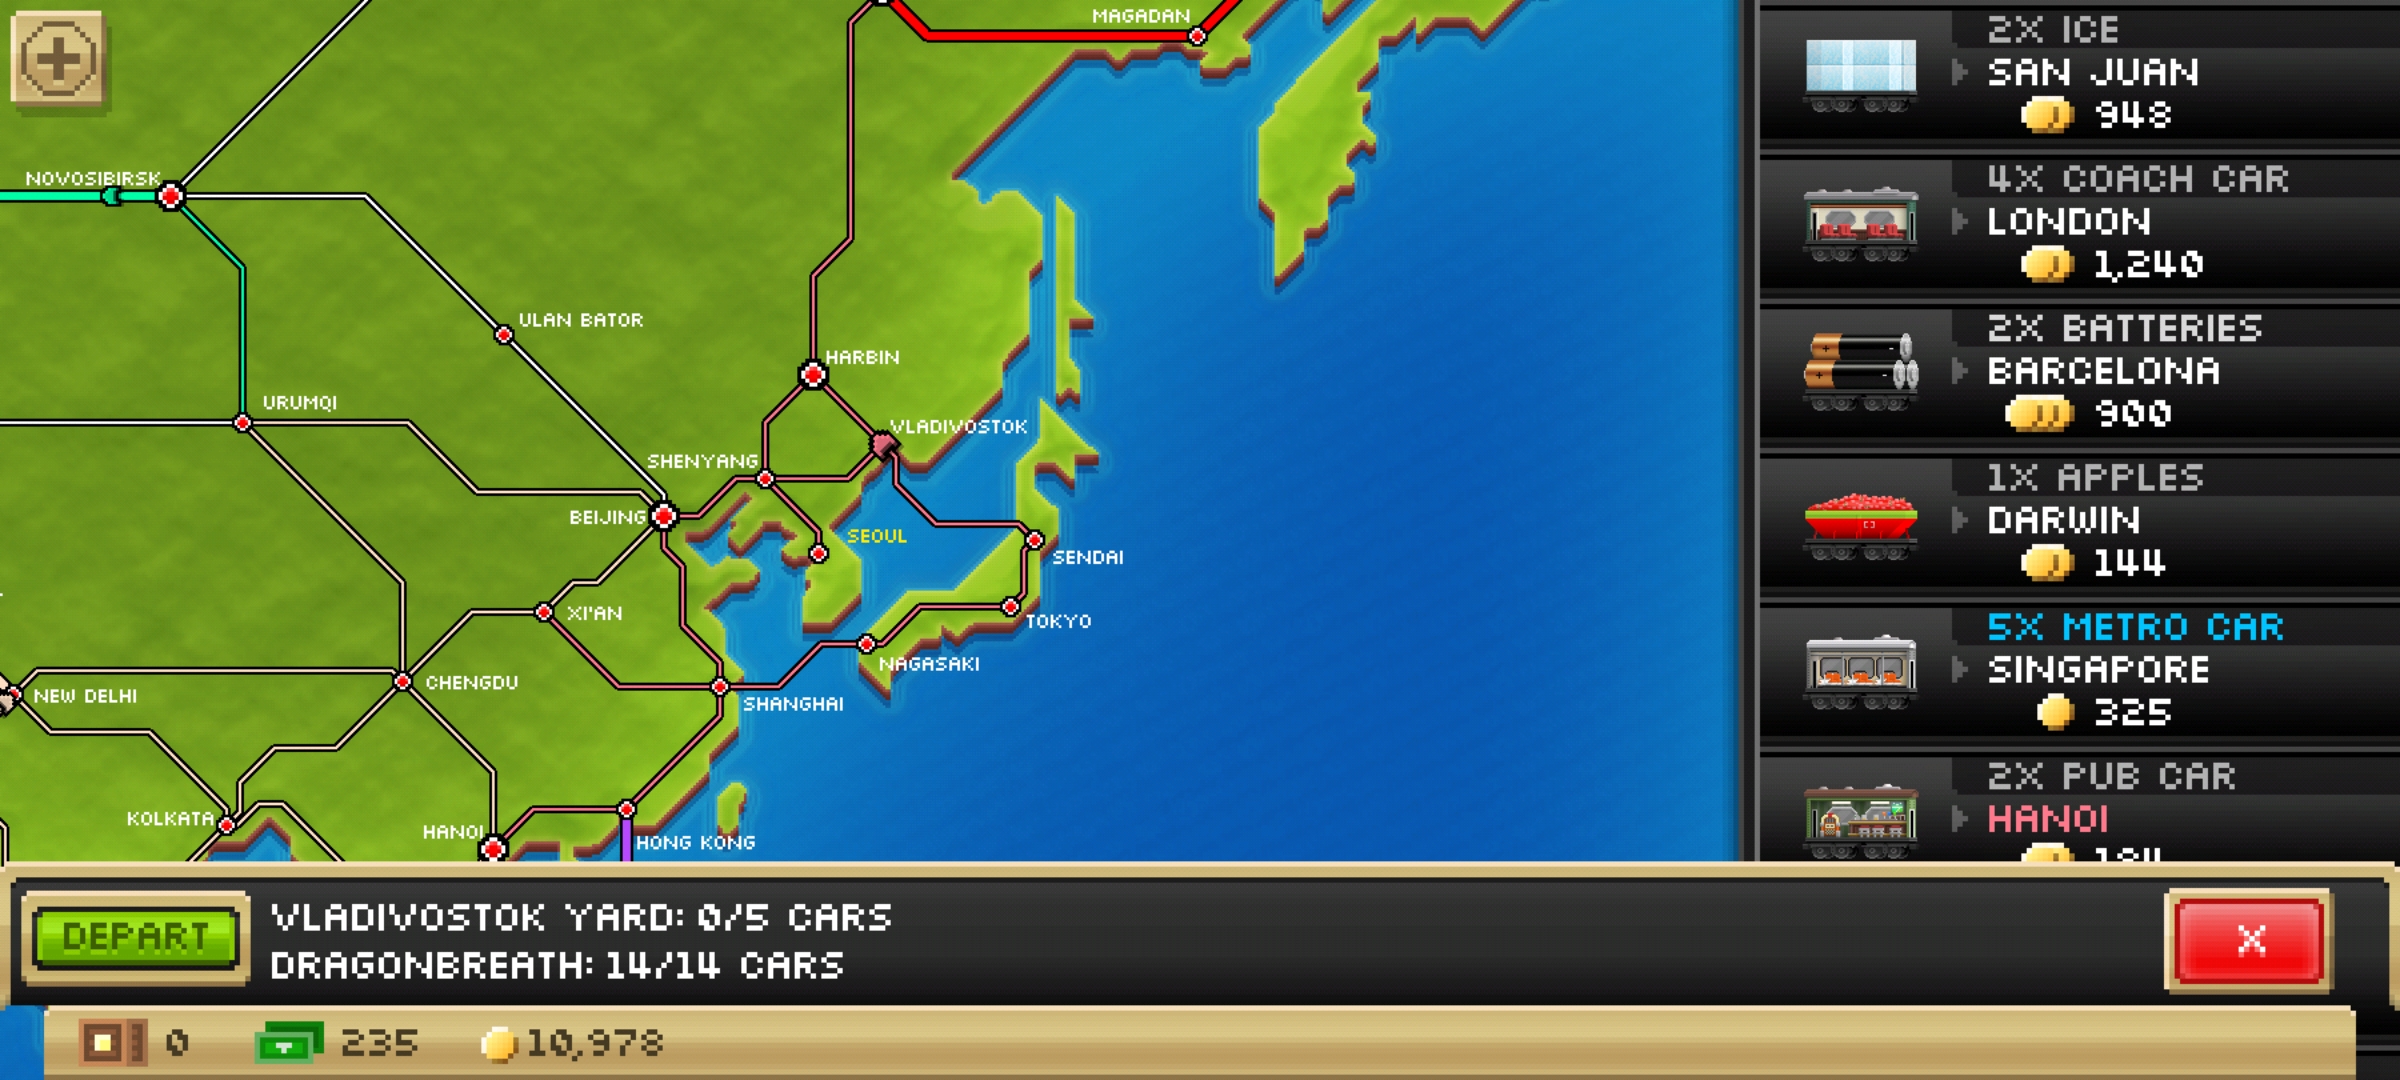 MAGADAN
NOVOSIBIRSK
ULAN BATOR
HARBIN
URUMQI
VLADIVOSTOK
SHENYANG
BEIJING
SEOUL
SENDAI
XI'AN
TOKYO
NAGASAKI
NEW DELHI
CHENGDU
SHANGHAI
KOLKATA
HANOI
HONG KONG
2X ICE
SAN JUAN
948
4X COACH CAR
LONDON
1,240
2X BATTERIES
BARCELONA
900
1X APPLES
DARWIN
144
5X METRO CAR
SINGAPORE
325
2X PUB CAR
HANOI
DEPART
VLADIVOSTOK YARD: 0/5 CARS
DRAGONBREATH: 14/14 CARS
X
0
235
10,978